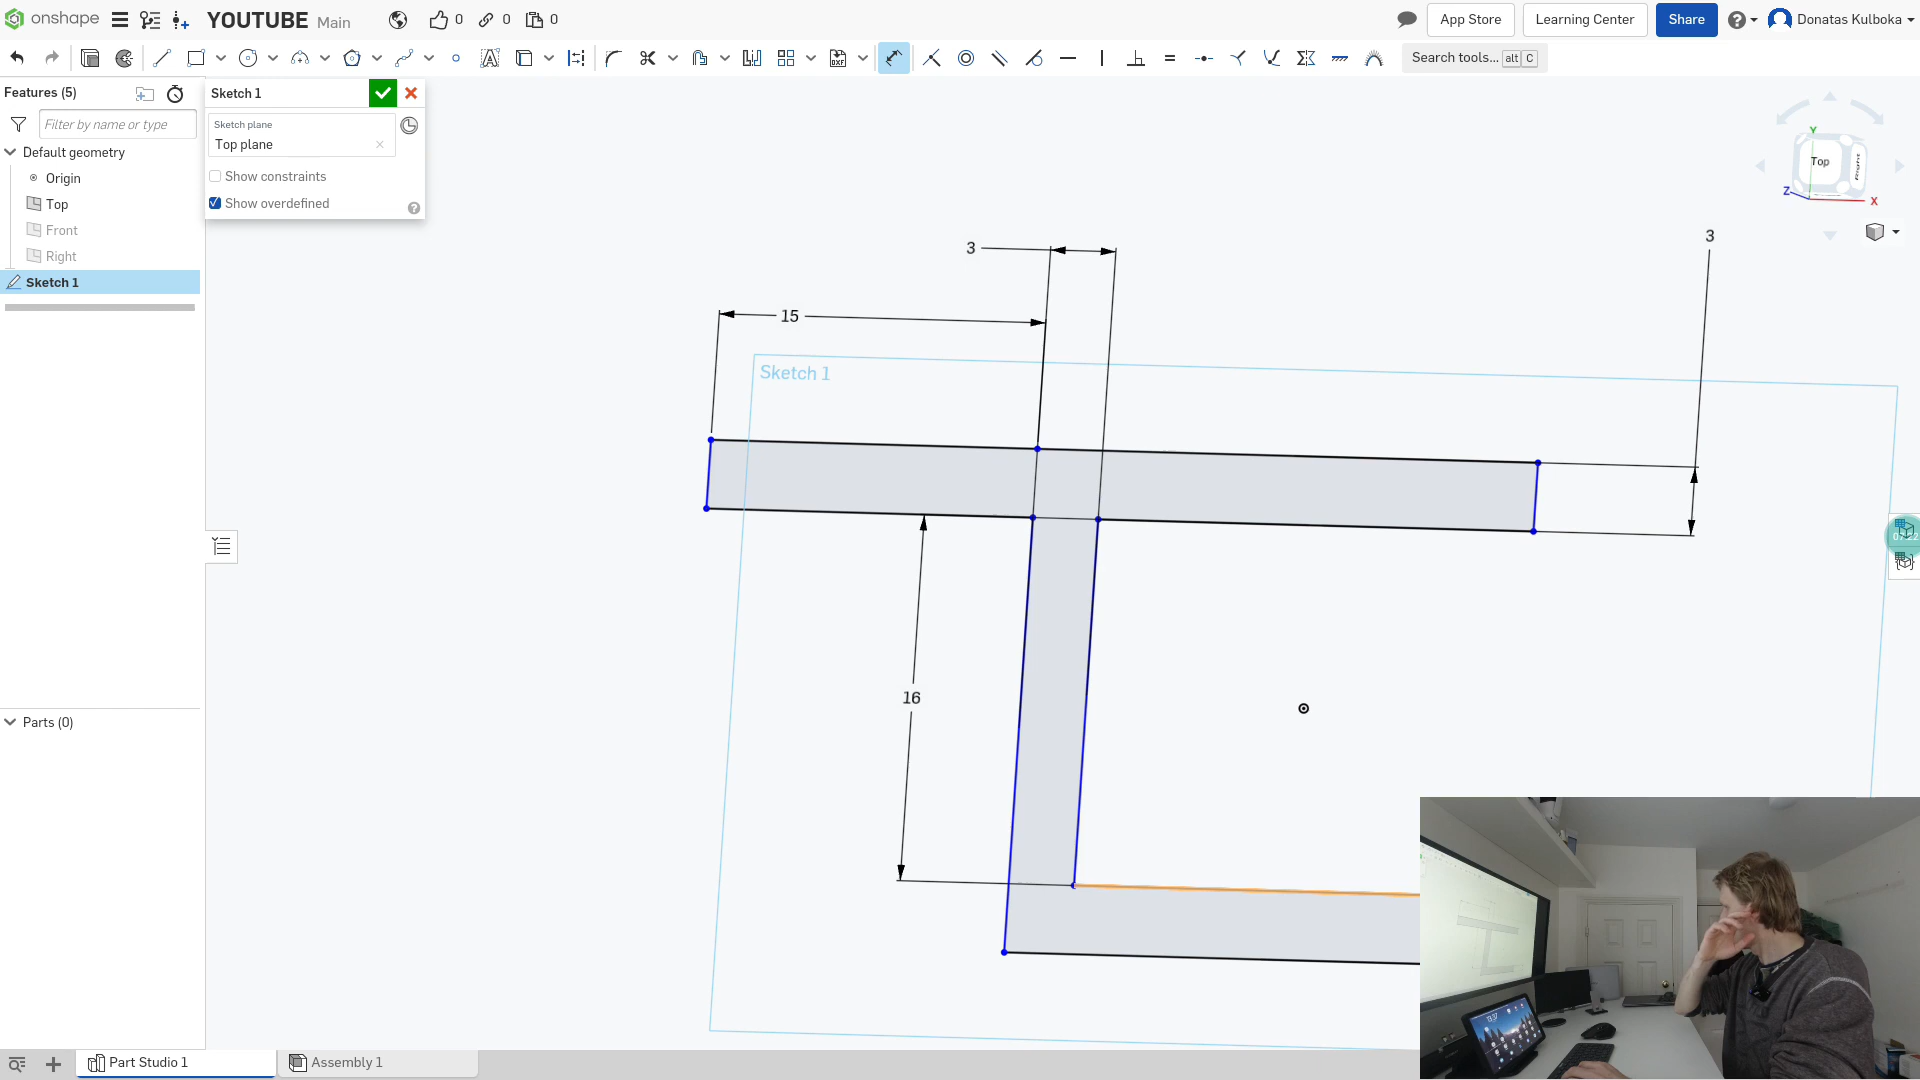 onshape
YOUTUBE Main
0
0
0
App Store
Learning Center
Share
Donatas Kulboka
Search tools... alt C
Features (5)
Filter by name or type
Default geometry
Origin
Top
Front
Right
Sketch 1
Parts (0)
Sketch 1
Sketch plane
Top plane
Show constraints
Show overdefined
3
15
Sketch 1
16
3
Y
Top
Right
Z
X
Part Studio 1
Assembly 1